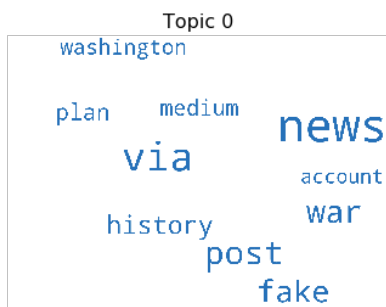 Topic 0
washington
plan
medium
news
via
account
war
history
post
fake